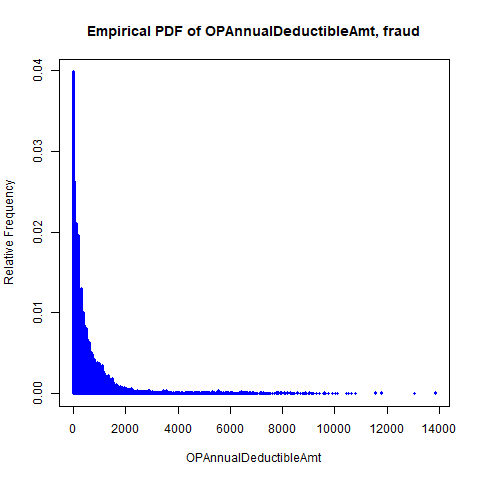 Empirical PDF of OPAnnualDeductibleAmt, fraud
Relative Frequency
0.04
0.03
0.02
0.01
0.00
0 2000 4000 6000 8000 10000 12000 14000
OPAnnualDeductibleAmt